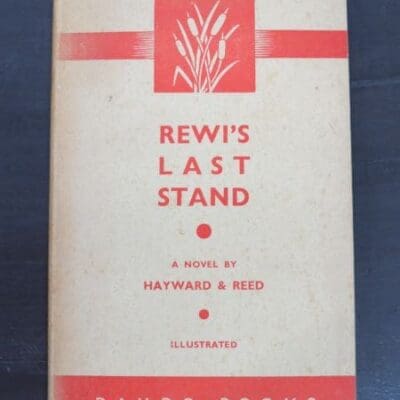 REWI'S
LAST
STAND
A NOVEL BY
HAYWARD & REED
ILLUSTRATED